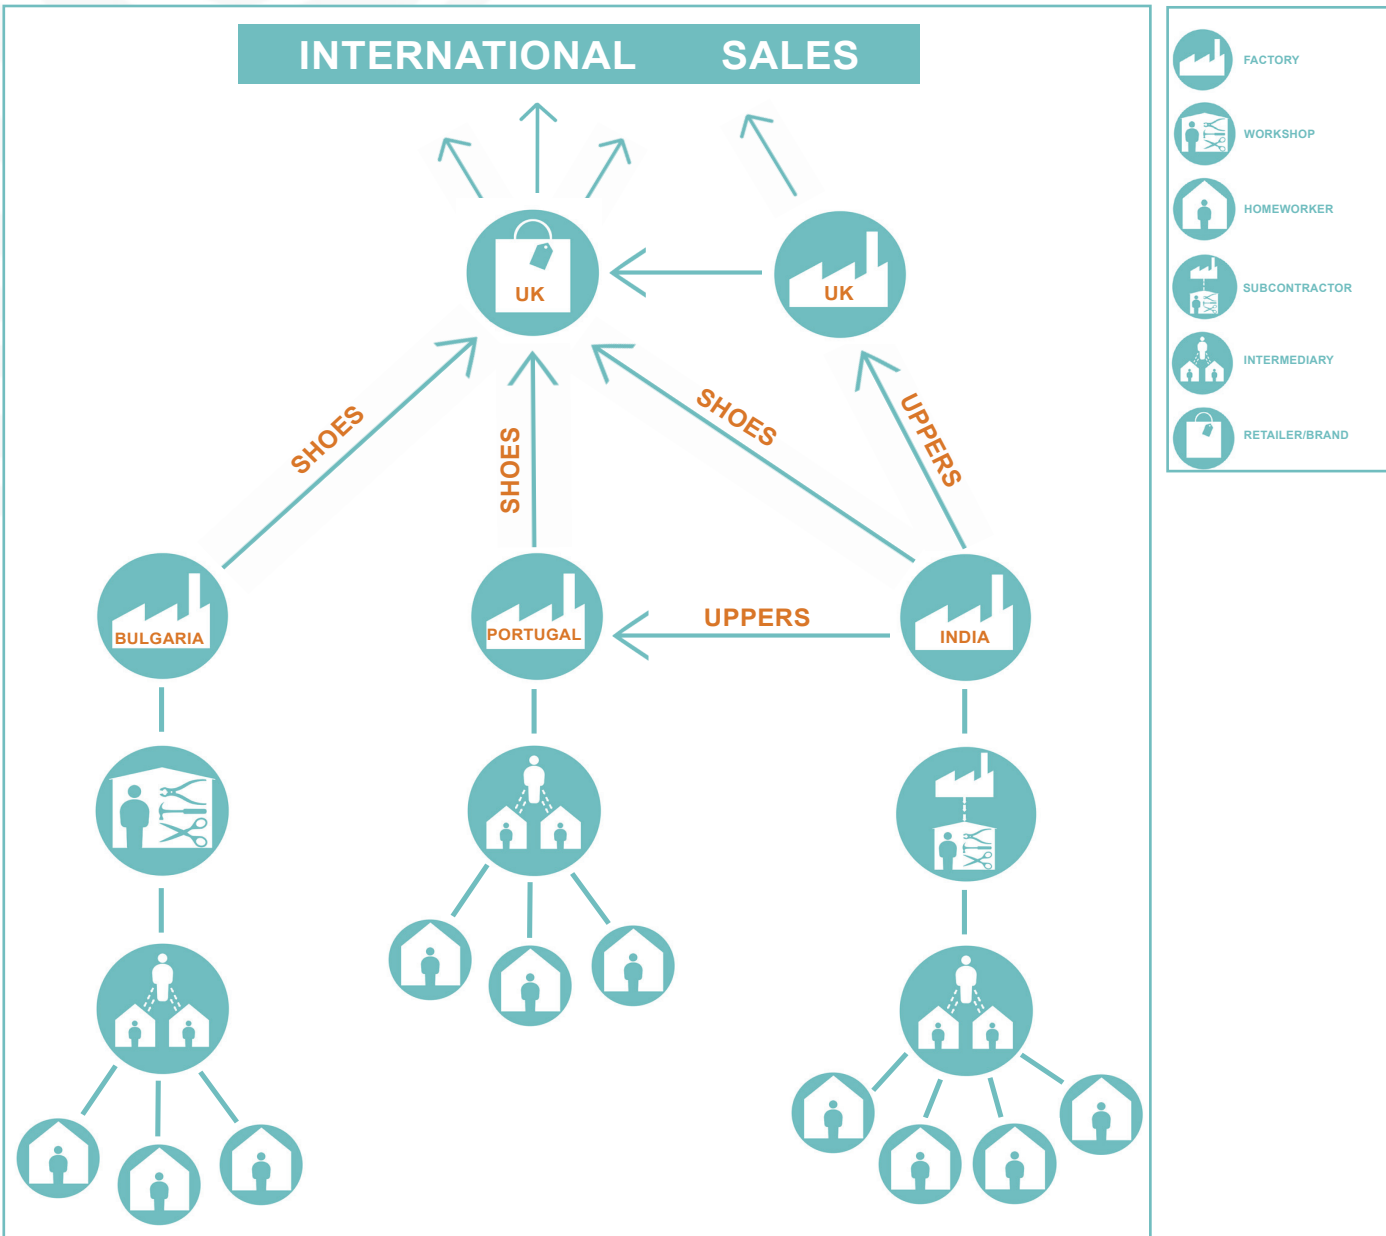 INTERNATIONAL SALES
UK
UK
SHOES
SHOES
SHOES
UPPERS
BULGARIA
PORTUGAL
UPPERS
INDIA
FACTORY
WORKSHOP
HOMEWORKER
SUBCONTRACTOR
INTERMEDIARY
RETAILER/BRAND